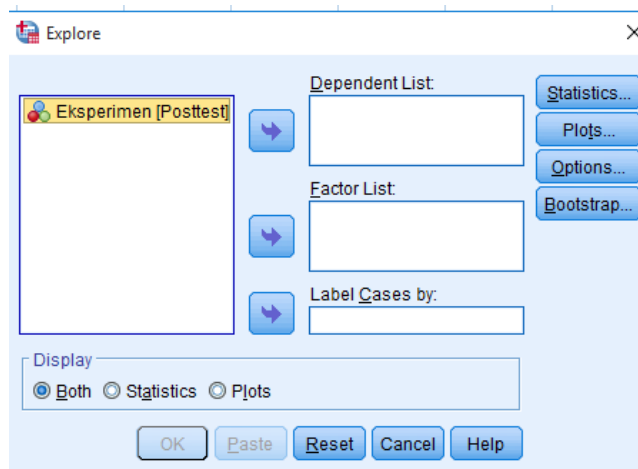 Explore
Dependent List:
Eksperimen [Posttest]
Statistics...
Plots...
Options...
Bootstrap...
Factor List:
Label Cases by:
Display
Both Statistics Plots
OK Paste Reset Cancel Help